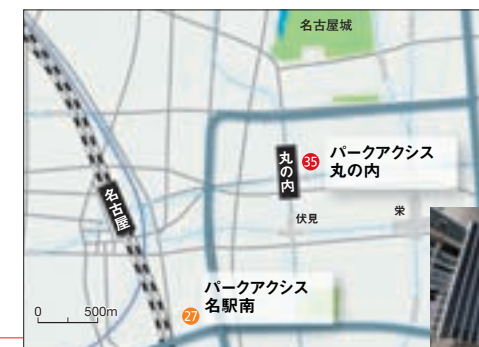 名古屋城
丸の内
35
パークアクシス
丸の内
名古屋
伏見
栄
パークアクシス
名駅南
27
0 500m